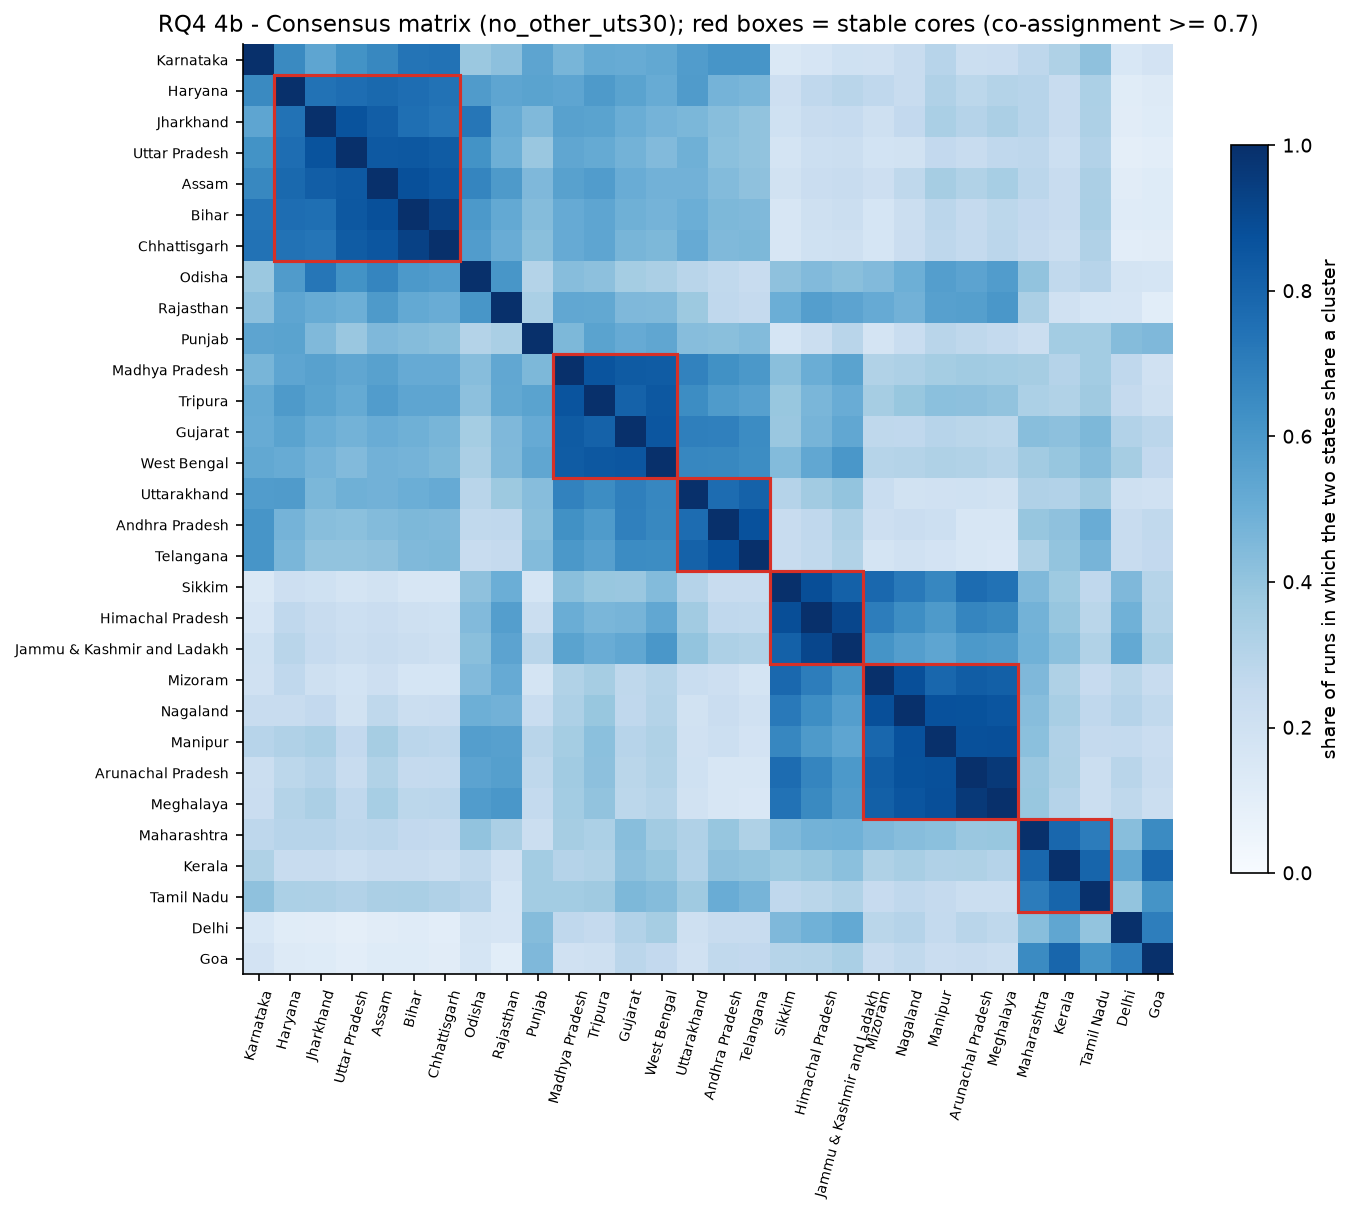 RQ4 4b - Consensus matrix (no_other_uts30); red boxes = stable cores (co-assignment >= 0.7)
Karnataka
Haryana
Jharkhand
Uttar Pradesh
Assam
Bihar
Chhattisgarh
Odisha
Rajasthan
Punjab
Madhya Pradesh
Tripura
Gujarat
West Bengal
Uttarakhand
Andhra Pradesh
Telangana
Sikkim
Himachal Pradesh
Jammu & Kashmir and Ladakh
Mizoram
Nagaland
Manipur
Arunachal Pradesh
Meghalaya
Maharashtra
Kerala
Tamil Nadu
Delhi
Goa
Karnataka
Haryana
Jharkhand
Uttar Pradesh
Assam
Bihar
Chhattisgarh
Odisha
Rajasthan
Punjab
Madhya Pradesh
Tripura
Gujarat
West Bengal
Uttarakhand
Andhra Pradesh
Telangana
Sikkim
Himachal Pradesh
Jammu & Kashmir and Ladakh
Mizoram
Nagaland
Manipur
Arunachal Pradesh
Meghalaya
Maharashtra
Kerala
Tamil Nadu
Delhi
Goa
1.0
0.8
0.6
0.4
0.2
0.0
share of runs in which the two states share a cluster